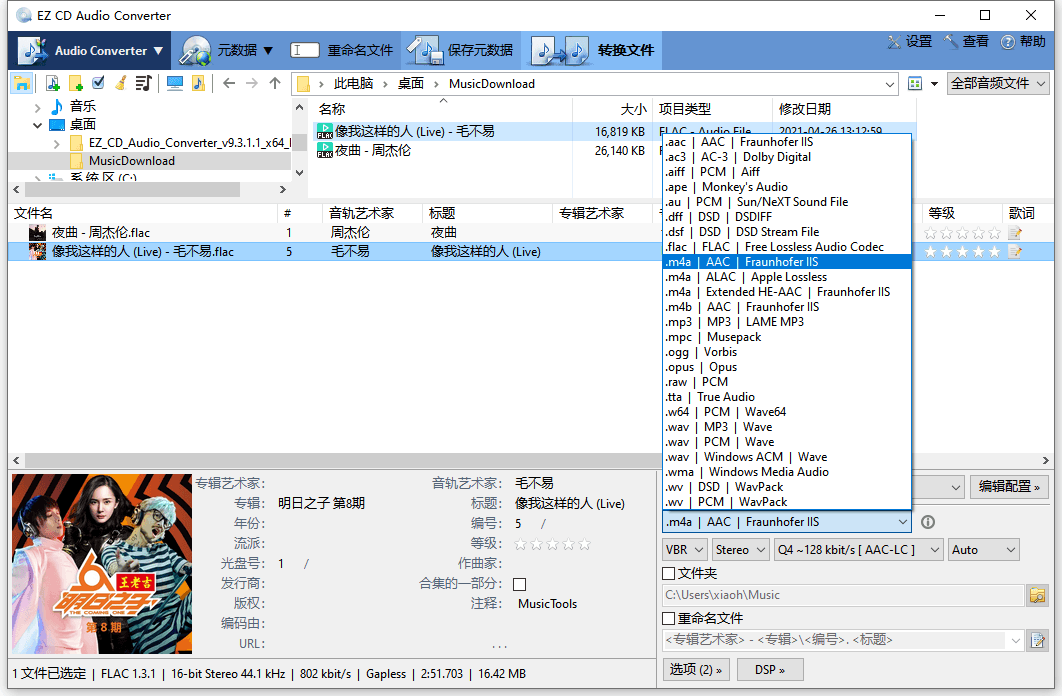 EZ CD Audio Converter
Audio Converter ▼ 元数据 ▼ 重命名文件 保存元数据 转换文件 设置 查看 帮助
此电脑 › 桌面 › MusicDownload 全部音频文件
音乐
桌面
EZ_CD_Audio_Converter_v9.3.1.1_x64_
MusicDownload
系统区 (C:)
名称 大小 项目类型 修改日期
像我这样的人 (Live) - 毛不易 16,819 KB FLAC - Audio File 2021-04-26 13:12:59
夜曲 - 周杰伦 26,140 KB
文件名 # 音轨艺术家 标题 专辑艺术家 等级 歌词
夜曲 - 周杰伦.flac 1 周杰伦 夜曲
像我这样的人 (Live) - 毛不易.flac 5 毛不易 像我这样的人 (Live)
.aac | AAC | Fraunhofer IIS
.ac3 | AC-3 | Dolby Digital
.aiff | PCM | Aiff
.ape | Monkey's Audio
.au | PCM | Sun/NeXT Sound File
.dff | DSD | DSDIFF
.dsf | DSD | DSD Stream File
.flac | FLAC | Free Lossless Audio Codec
.m4a | AAC | Fraunhofer IIS
.m4a | ALAC | Apple Lossless
.m4a | Extended HE-AAC | Fraunhofer IIS
.m4b | AAC | Fraunhofer IIS
.mp3 | MP3 | LAME MP3
.mpc | Musepack
.ogg | Vorbis
.opus | Opus
.raw | PCM
.tta | True Audio
.w64 | PCM | Wave64
.wav | MP3 | Wave
.wav | PCM | Wave
.wav | Windows ACM | Wave
.wma | Windows Media Audio
.wv | DSD | WavPack
.wv | PCM | WavPack
王老吉
明日之子
THE COMING ONE
第8期
专辑艺术家:
专辑: 明日之子 第8期
年份:
流派:
光盘号: 1 /
发行商:
版权:
编码由:
URL:
音轨艺术家: 毛不易
标题: 像我这样的人 (Live)
编号: 5 /
等级:
作曲家:
合集的一部分:
注释: MusicTools
...
编辑配置 »
.m4a | AAC | Fraunhofer IIS
VBR Stereo Q4 ~128 kbit/s [ AAC-LC ] Auto
文件夹
C:\Users\xiaoh\Music
重命名文件
<专辑艺术家> - <专辑>\<编号>. <标题>
选项 (2) » DSP »
1 文件已选定 | FLAC 1.3.1 | 16-bit Stereo 44.1 kHz | 802 kbit/s | Gapless | 2:51.703 | 16.42 MB